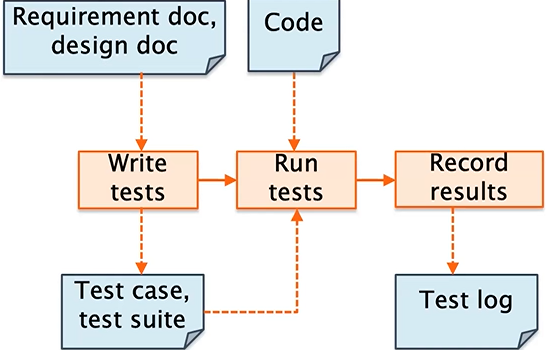 Requirement doc,
design doc
Code
Write
tests
Run
tests
Record
results
Test case,
test suite
Test log